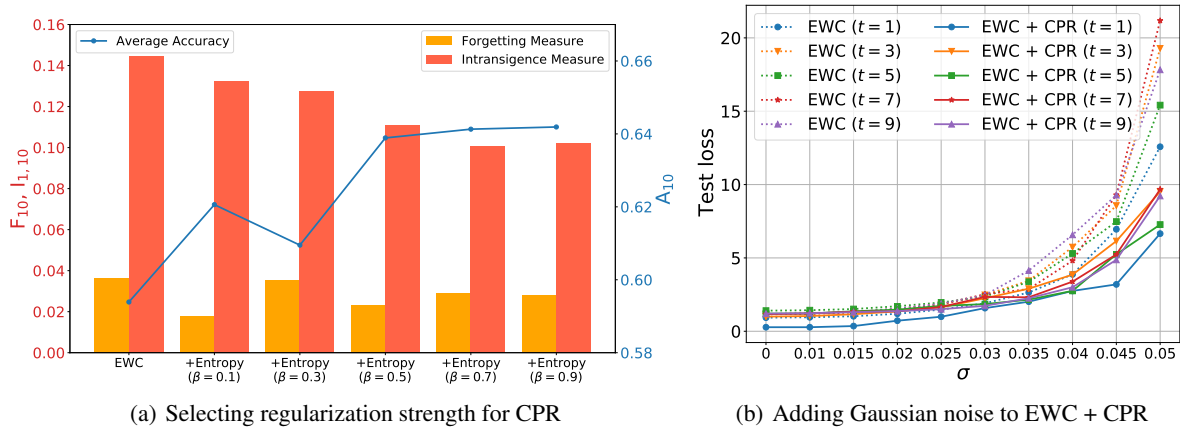 0.16
0.14
0.12
0.10
0.08
0.06
0.04
0.02
0.00
F10, I1,10
Average Accuracy
Forgetting Measure
Intransigence Measure
0.66
0.64
0.62
0.60
0.58
A10
EWC
+Entropy (β = 0.1)
+Entropy (β = 0.3)
+Entropy (β = 0.5)
+Entropy (β = 0.7)
+Entropy (β = 0.9)
(a) Selecting regularization strength for CPR
20
15
10
5
0
Test loss
EWC (t = 1)
EWC (t = 3)
EWC (t = 5)
EWC (t = 7)
EWC (t = 9)
EWC + CPR (t = 1)
EWC + CPR (t = 3)
EWC + CPR (t = 5)
EWC + CPR (t = 7)
EWC + CPR (t = 9)
0 0.01 0.015 0.02 0.025 0.03 0.035 0.04 0.045 0.05
σ
(b) Adding Gaussian noise to EWC + CPR